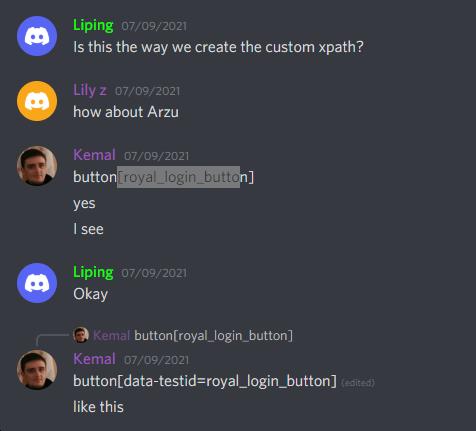 Liping 07/09/2021
Is this the way we create the custom xpath?
Lily z 07/09/2021
how about Arzu
Kemal 07/09/2021
button[royal_login_button]
yes
I see
Liping 07/09/2021
Okay
Kemal button[royal_login_button]
Kemal 07/09/2021
button[data-testid=royal_login_button] (edited)
like this